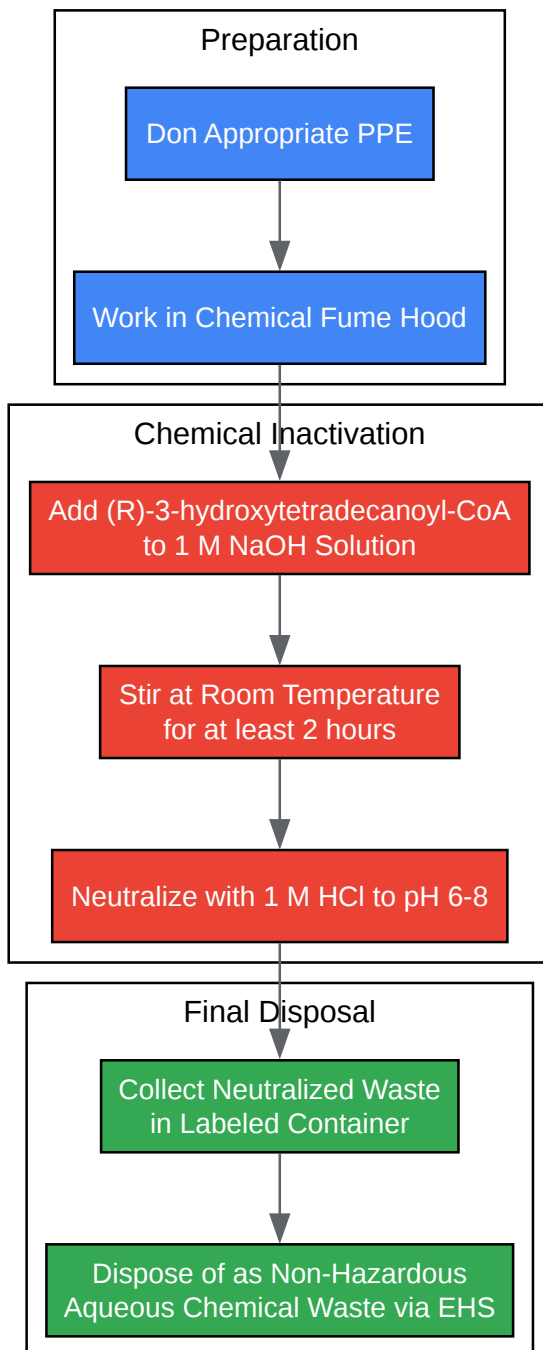 Preparation
Don Appropriate PPE
Work in Chemical Fume Hood
Chemical Inactivation
Add (R)-3-hydroxytetradecanoyl-CoA
to 1 M NaOH Solution
Stir at Room Temperature
for at least 2 hours
Neutralize with 1 M HCl to pH 6-8
Final Disposal
Collect Neutralized Waste
in Labeled Container
Dispose of as Non-Hazardous
Aqueous Chemical Waste via EHS